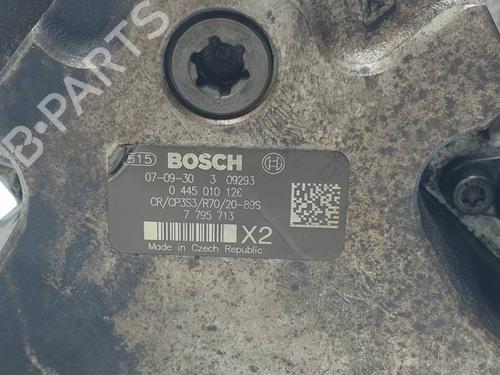 B-PARTS
515 BOSCH
07-09-30 3 09293
0 445 010 126
CR/CP3S3/R70/20-89S
7 795 713
X2
Made in Czech Republic